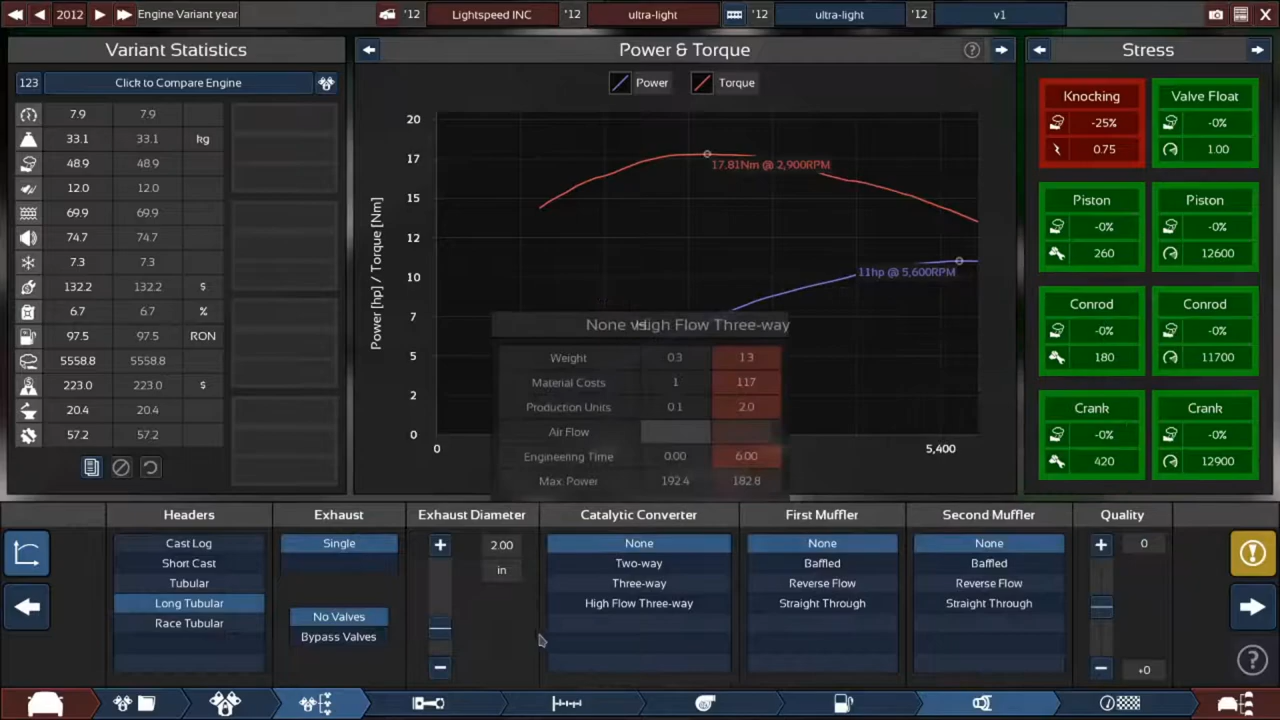 2012 Engine Variant year '12 Lightspeed INC '12 ultra-light '12 ultra-light '12 v1
Variant Statistics
123 Click to Compare Engine
7.9 7.9
33.1 33.1 kg
48.9 48.9
12.0 12.0
69.9 69.9
74.7 74.7
7.3 7.3
132.2 132.2 $
6.7 6.7 %
97.5 97.5 RON
5558.8 5558.8
223.0 223.0 $
20.4 20.4
57.2 57.2
Power & Torque
Power Torque
Power [hp] / Torque [Nm]
20
17
15
12
10
7
5
2
0
0 5,400
17.81Nm @ 2,900RPM
11hp @ 5,600RPM
None vs High Flow Three-way
Weight 0.3 1.3
Material Costs 1 117
Production Units 0.1 2.0
Air Flow
Engineering Time 0.00 6.00
Max Power 192.4 182.8
Stress
Knocking Valve Float
-25% -0%
0.75 1.00
Piston Piston
-0% -0%
260 12600
Conrod Conrod
-0% -0%
180 11700
Crank Crank
-0% -0%
420 12900
Headers
Cast Log
Short Cast
Tubular
Long Tubular
Race Tubular
Exhaust
Single
No Valves
Bypass Valves
Exhaust Diameter
2.00
in
Catalytic Converter
None
Two-way
Three-way
High Flow Three-way
First Muffler
None
Baffled
Reverse Flow
Straight Through
Second Muffler
None
Baffled
Reverse Flow
Straight Through
Quality
0
+0